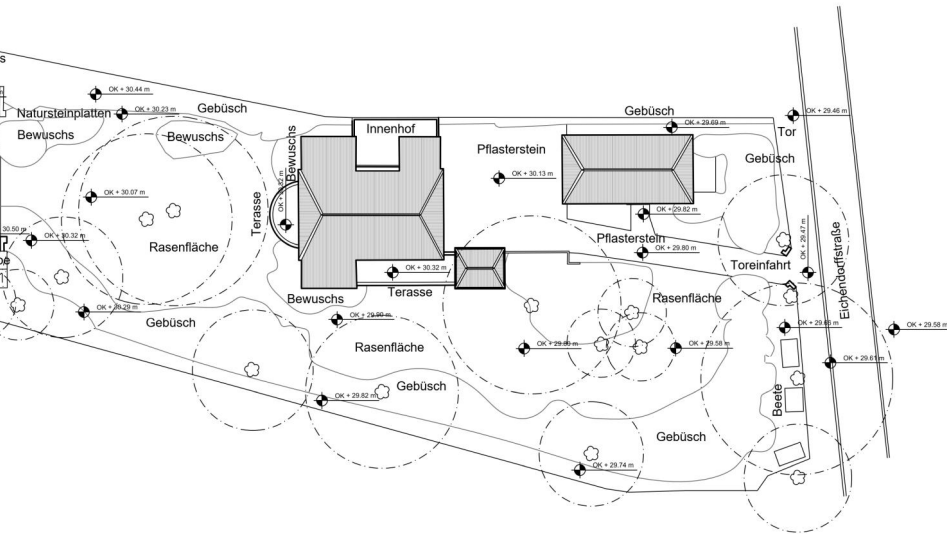 s
OK + 30.44 m
Natursteinplatten
OK + 30.23 m
Gebüsch
Bewuschs
Bewuschs
Bewuschs
Innenhof
Gebüsch
OK + 29.69 m
OK + 29.46 m
Tor
Gebüsch
Pflasterstein
OK + 30.13 m
OK + 30.07 m
Terasse
OK + 29.82 m
30.50 m
OK + 30.32 m
Rasenfläche
Pflasterstein
OK + 29.80 m
OK + 29.47 m
Eichendorffstraße
be
Toreinfahrt
OK + 30.32 m
Terasse
Bewuschs
Rasenfläche
OK + 30.29 m
Gebüsch
OK + 29.90 m
OK + 29.58 m
Rasenfläche
OK + 29.58 m
OK + 29.61 m
Gebüsch
OK + 29.82 m
Beete
Gebüsch
OK + 29.74 m